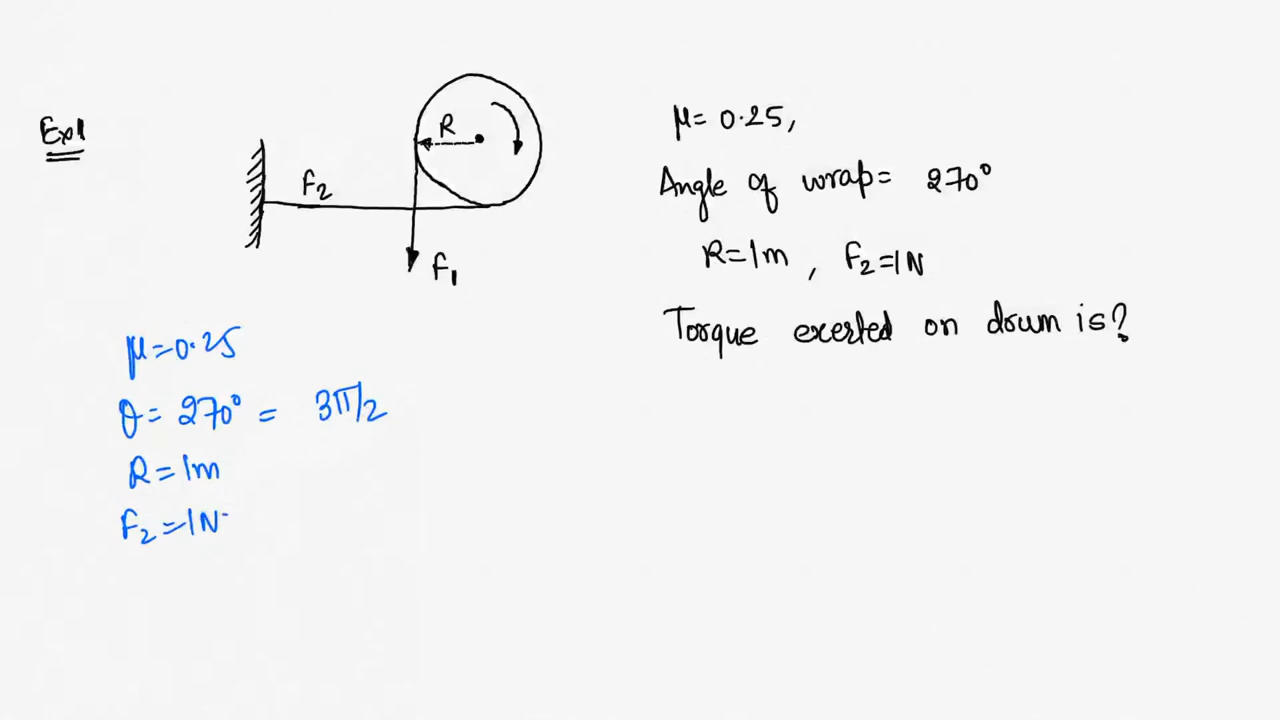 Ex1
R
F₂
F₁
μ= 0.25,
Angle of wrap= 270°
R=1m , F₂=1N
Torque exerted on drum is?
μ=0.25
θ= 270° = 3π/2
R=1m
F₂=1N